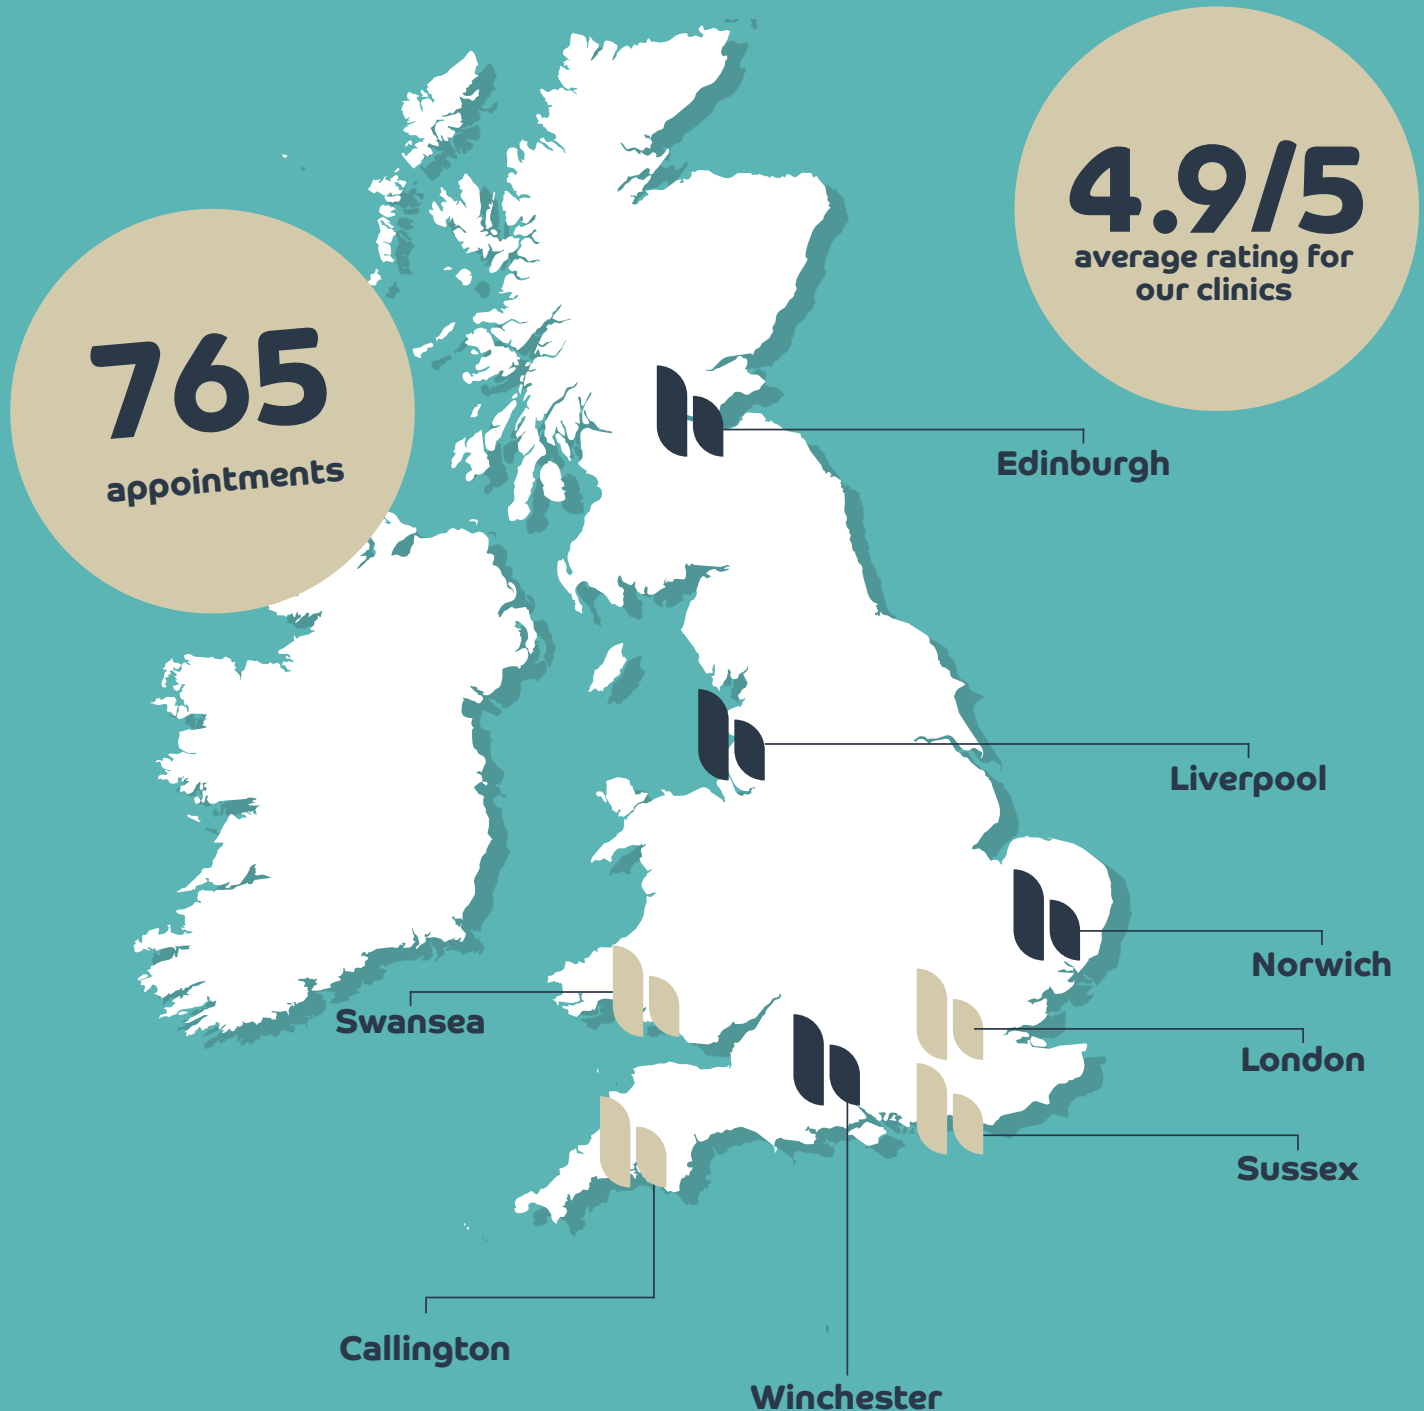 4.9/5
average rating for
our clinics
765
appointments
Edinburgh
Liverpool
Norwich
Swansea
London
Sussex
Callington
Winchester